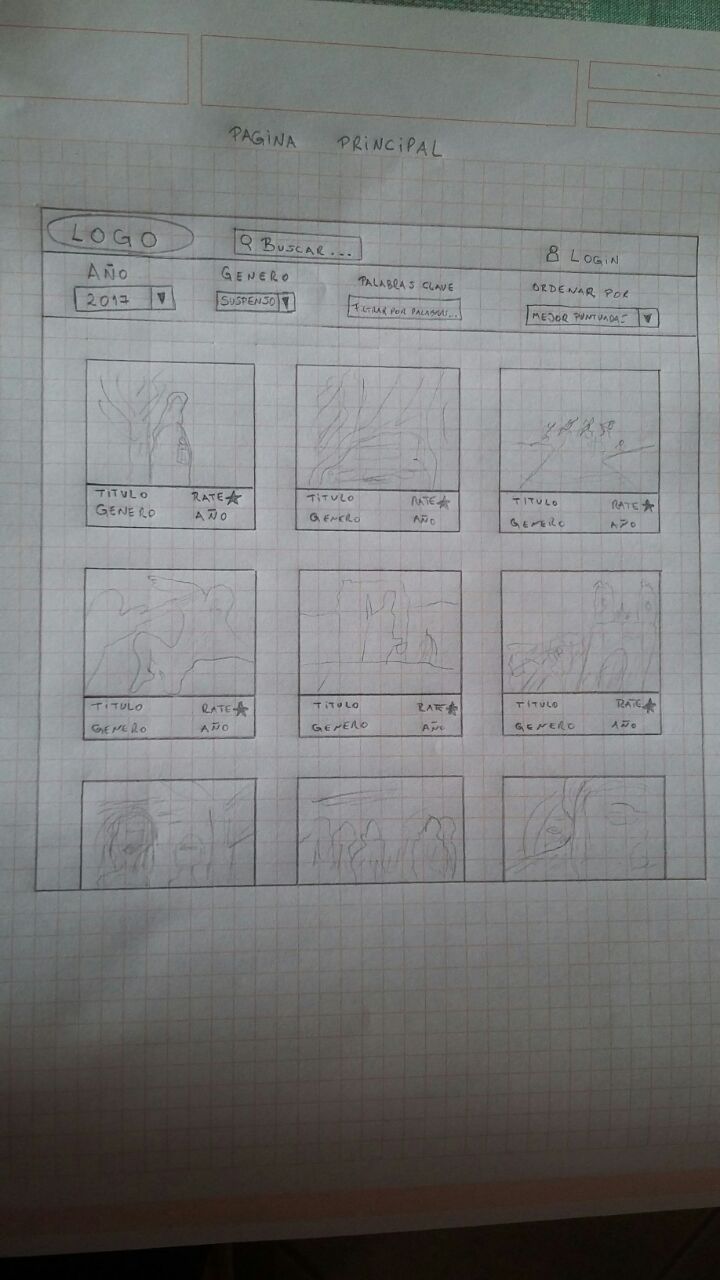 PAGINA PRINCIPAL
LOGO
BUSCAR...
LOGIN
AÑO
GENERO
PALABRAS CLAVE
ORDENAR POR
2017
SUSPENSO
FILTRAR POR PALABRAS...
MEJOR PUNTUADAS
TITULO RATE
GENERO AÑO
TITULO RATE
GENERO AÑO
TITULO RATE
GENERO AÑO
TITULO RATE
GENERO AÑO
TITULO RATE
GENERO AÑO
TITULO RATE
GENERO AÑO